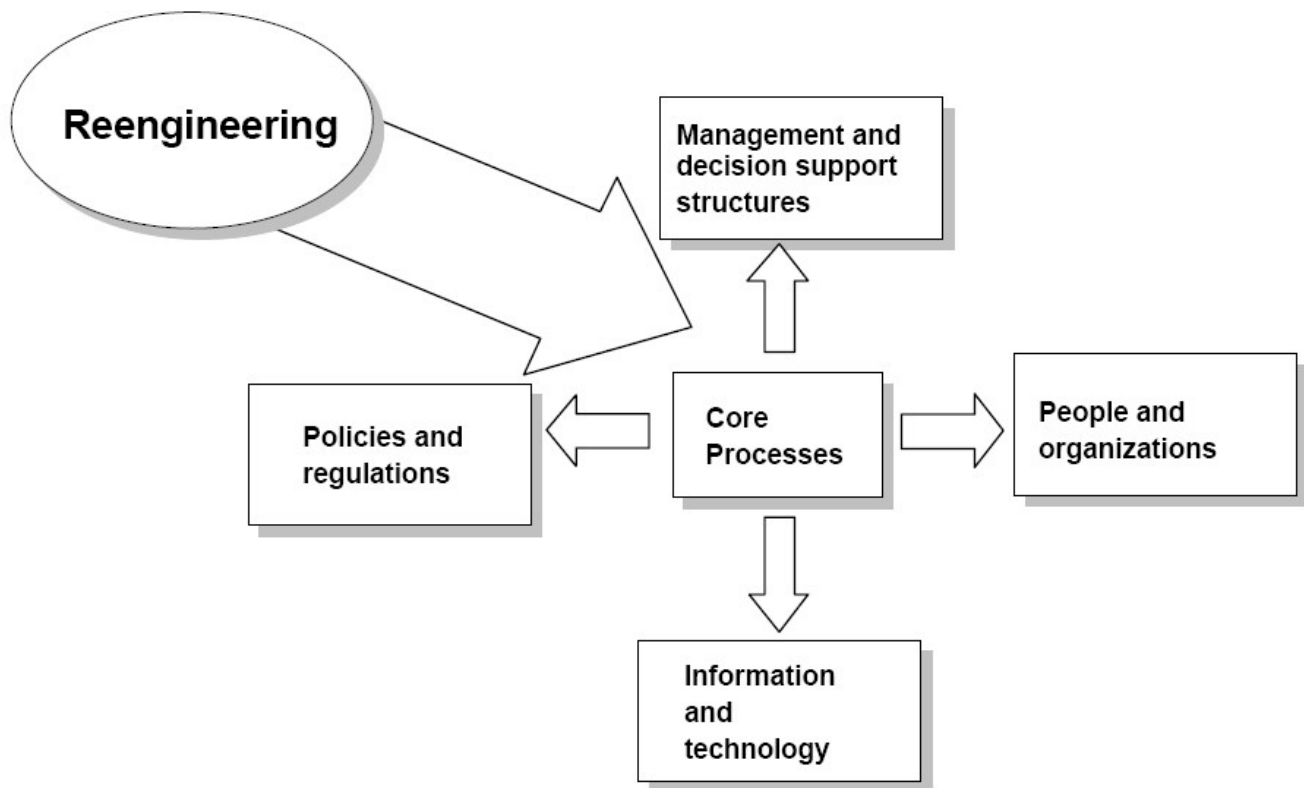 Reengineering
Management and
decision support
structures
Policies and
regulations
Core
Processes
People and
organizations
Information
and
technology